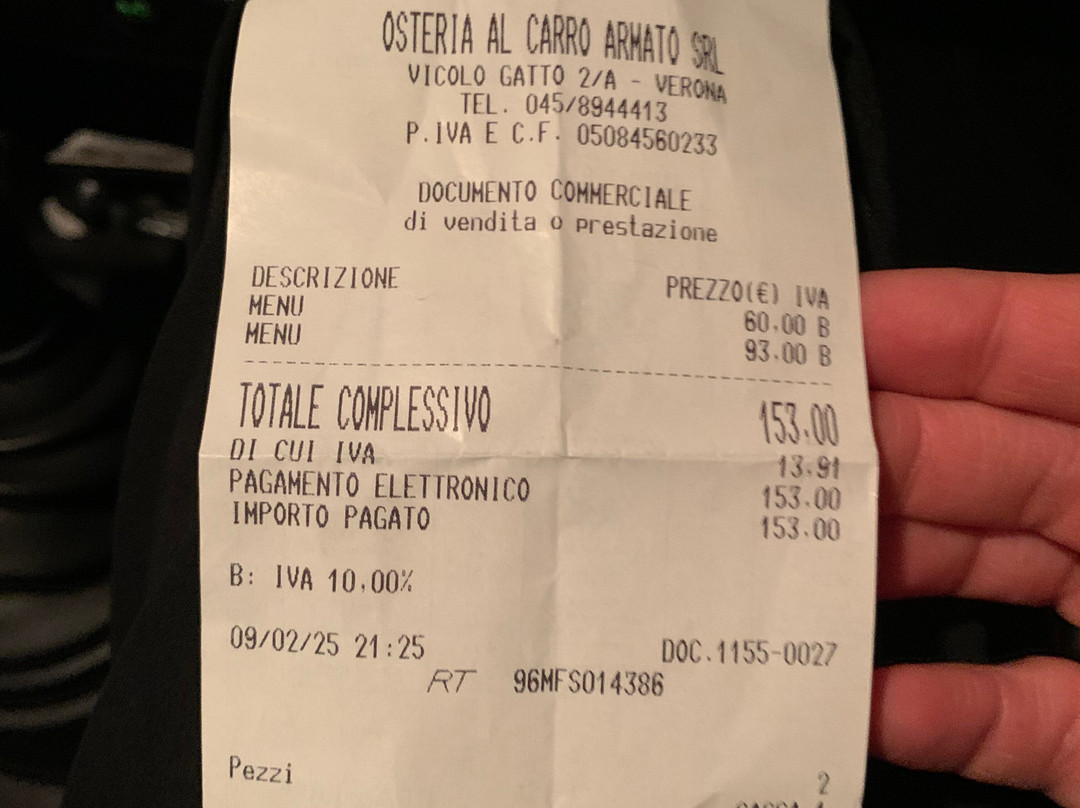 OSTERIA AL CARRO ARMATO SRL
VICOLO GATTO 2/A - VERONA
TEL. 045/8944413
P.IVA E C.F. 05084560233
DOCUMENTO COMMERCIALE
di vendita o prestazione
DESCRIZIONE PREZZO(€) IVA
MENU 60.00 B
MENU 93.00 B
TOTALE COMPLESSIVO 153.00
DI CUI IVA 13.91
PAGAMENTO ELETTRONICO 153.00
IMPORTO PAGATO 153.00
B: IVA 10.00%
09/02/25 21:25 DOC.1155-0027
RT 96MFS014386
Pezzi 2